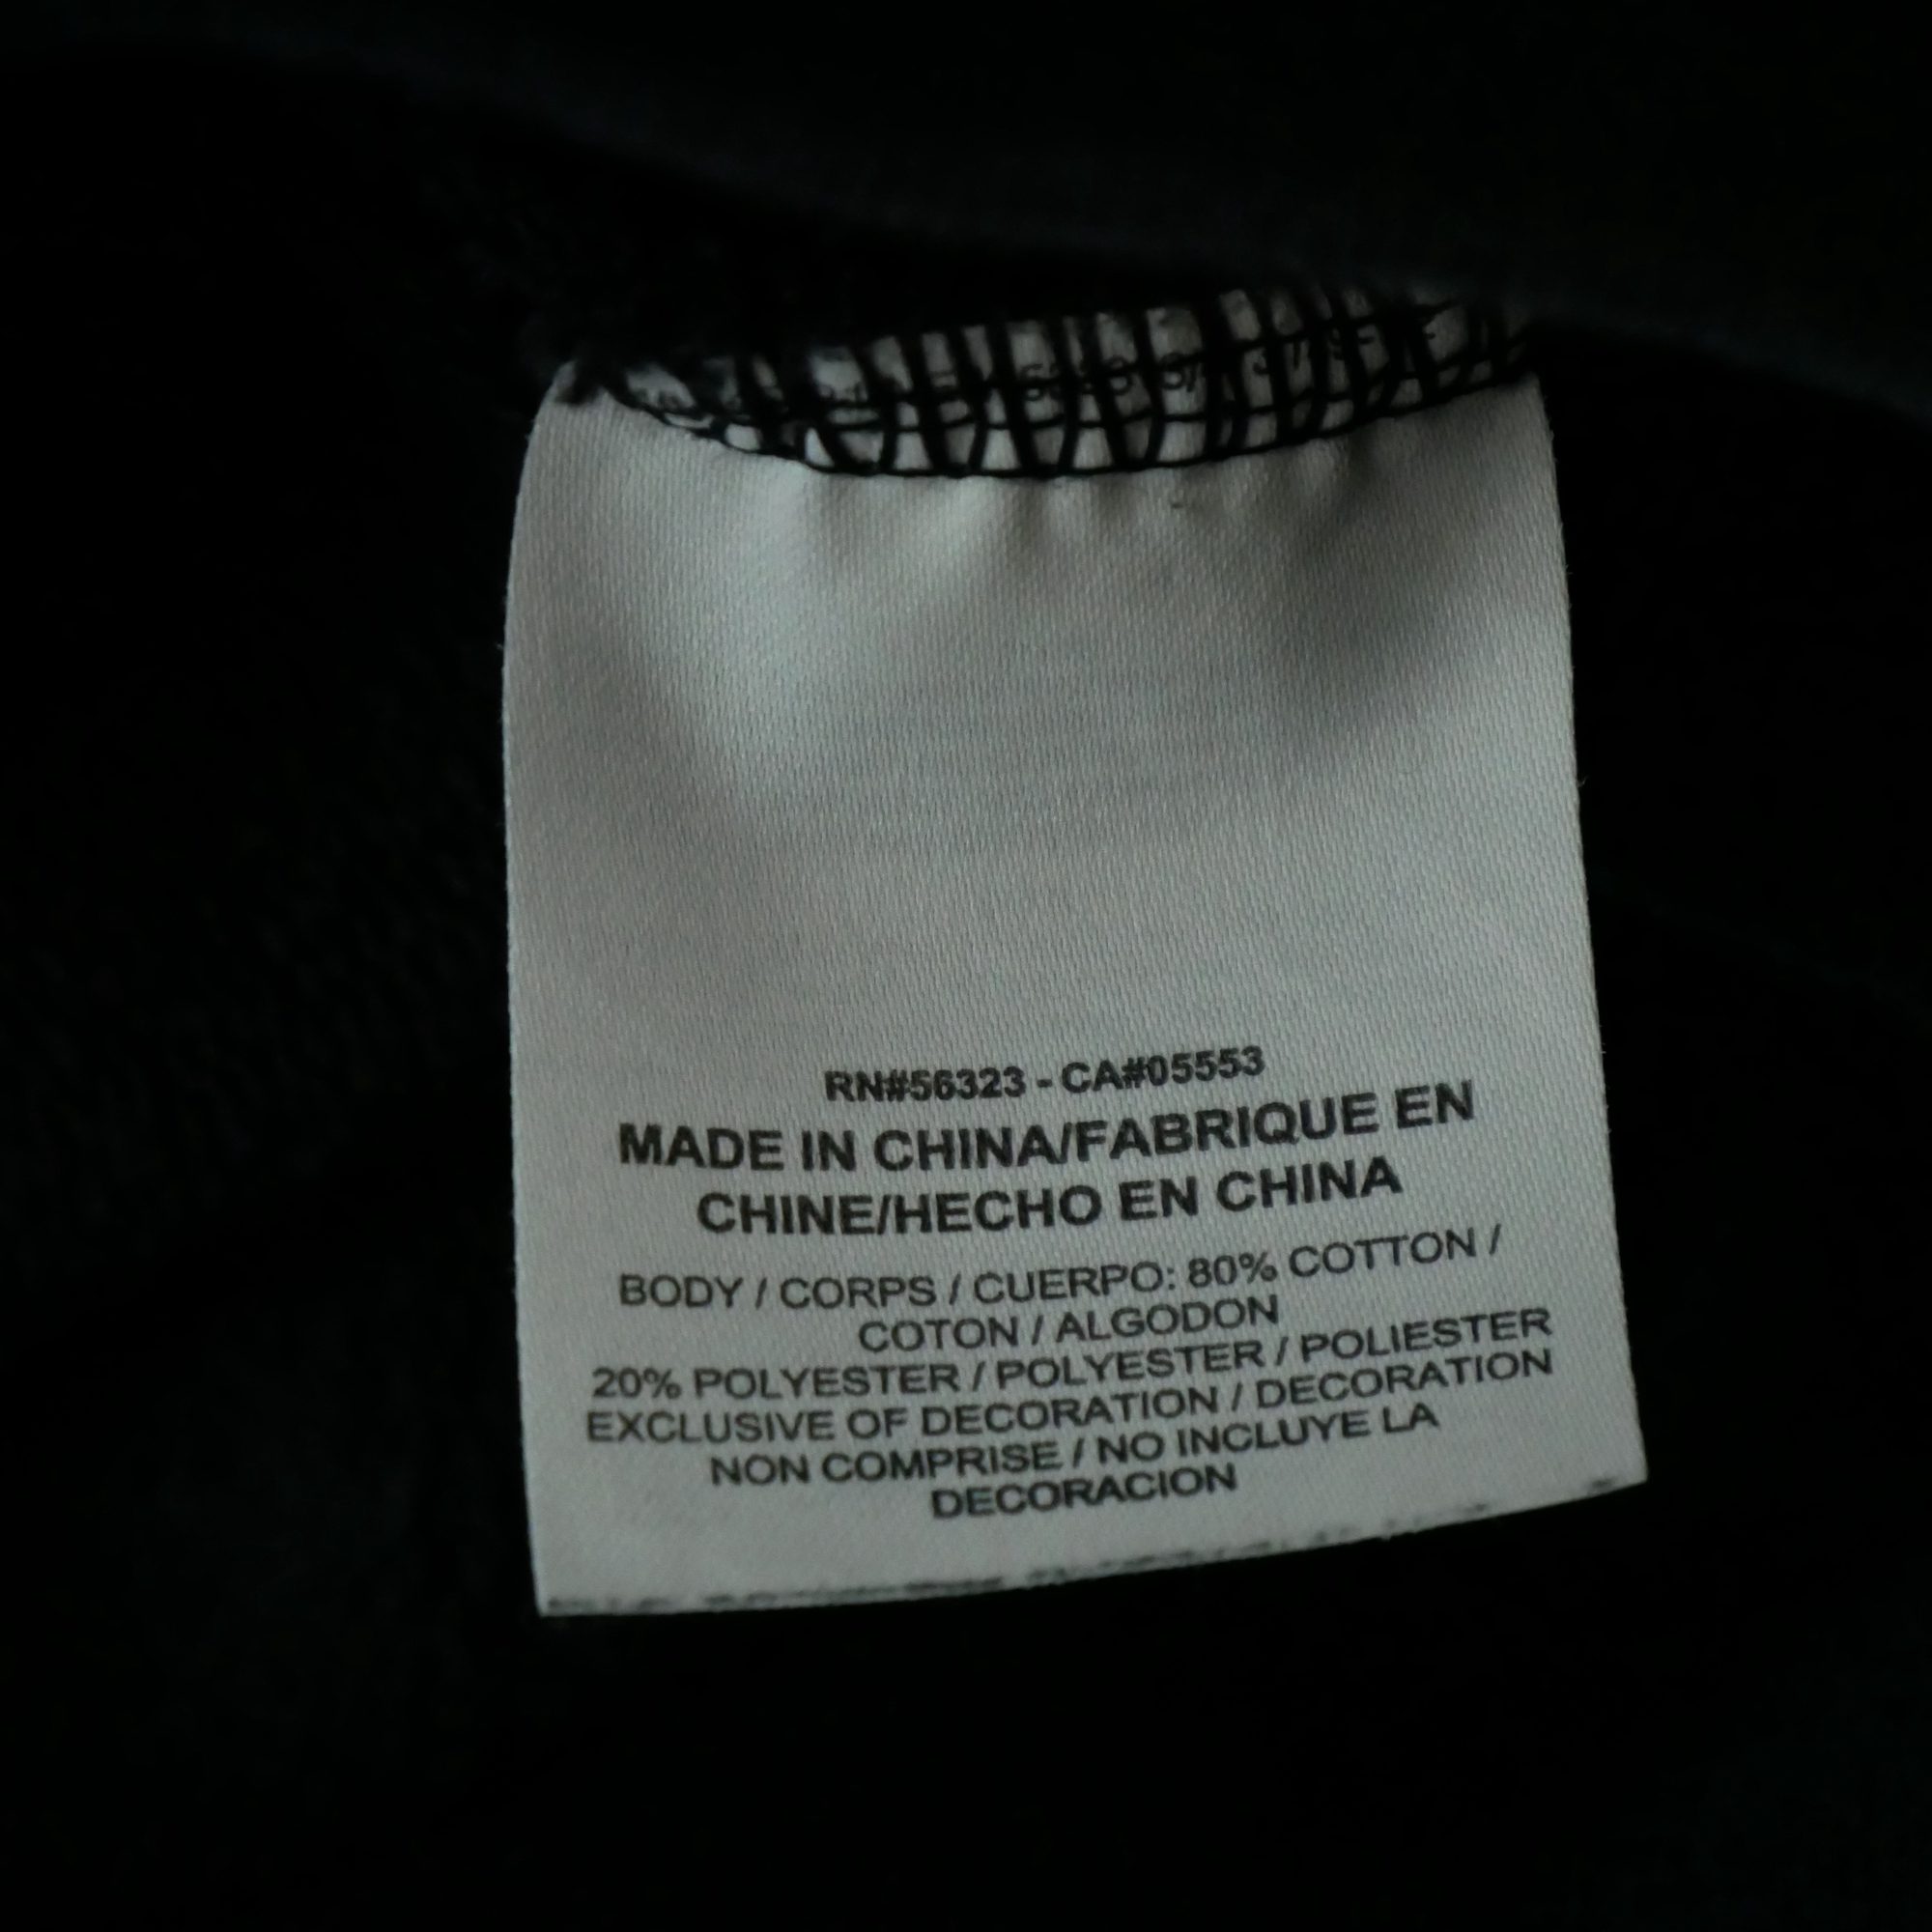 RN#56323 - CA#05553
MADE IN CHINA/FABRIQUE EN
CHINE/HECHO EN CHINA
BODY / CORPS / CUERPO: 80% COTTON /
COTON / ALGODON
20% POLYESTER / POLYESTER / POLIESTER
EXCLUSIVE OF DECORATION / DECORATION
NON COMPRISE / NO INCLUYE LA
DECORACION